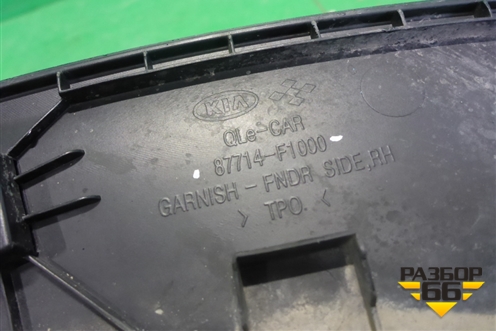 KIA
QLe-CAR
87714-F1000
GARNISH - FNDR SIDE,RH
> TPO. <
РАЗБОР
66